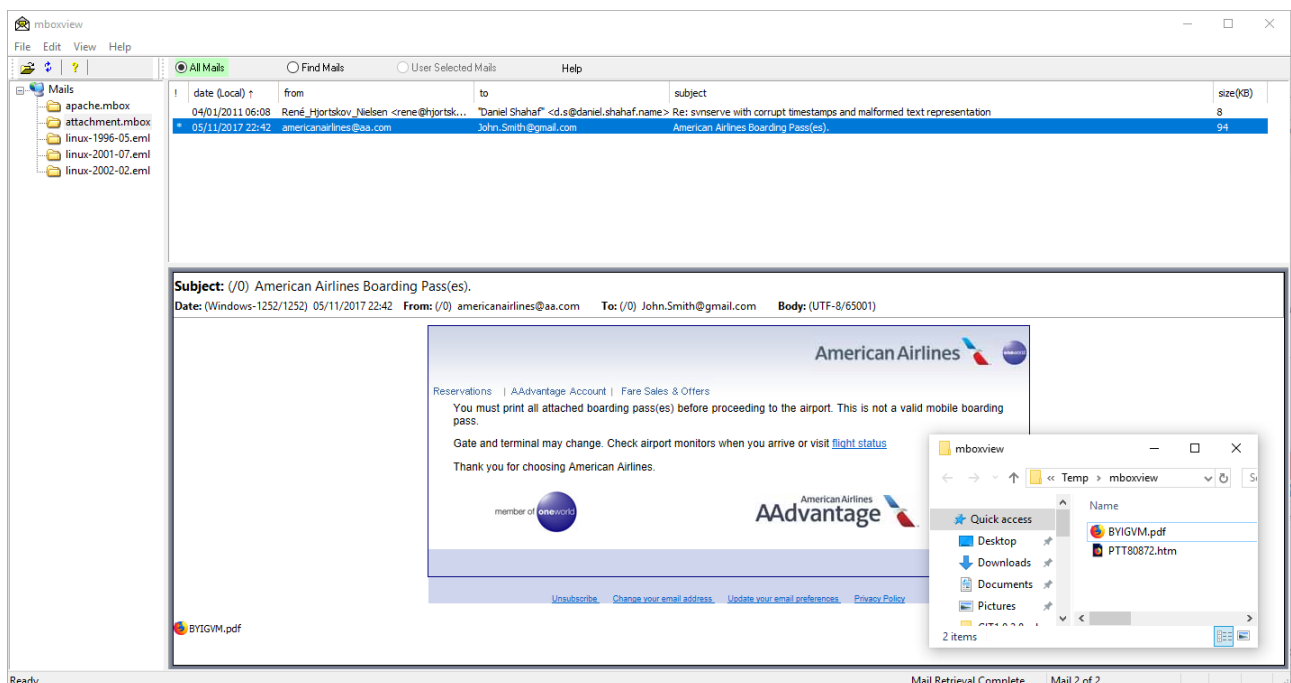 mboxview
File Edit View Help
All Mails Find Mails User Selected Mails Help
Mails
apache.mbox
attachment.mbox
linux-1996-05.eml
linux-2001-07.eml
linux-2002-02.eml
! date (Local) ↑ from to subject size(KB)
04/01/2011 06:08 René_Hjortskov_Nielsen <rene@hjortsk... "Daniel Shahaf" <d.s@daniel.shahaf.name> Re: svnserve with corrupt timestamps and malformed text representation 8
* 05/11/2017 22:42 americanairlines@aa.com John.Smith@gmail.com American Airlines Boarding Pass(es). 94
Subject: (/0) American Airlines Boarding Pass(es).
Date: (Windows-1252/1252) 05/11/2017 22:42 From: (/0) americanairlines@aa.com To: (/0) John.Smith@gmail.com Body: (UTF-8/65001)
American Airlines oneworld
Reservations | AAdvantage Account | Fare Sales & Offers
You must print all attached boarding pass(es) before proceeding to the airport. This is not a valid mobile boarding
pass.
Gate and terminal may change. Check airport monitors when you arrive or visit flight status
Thank you for choosing American Airlines.
member of oneworld
American Airlines
AAdvantage
Unsubscribe Change your email address Update your email preferences Privacy Policy
BYIGVM.pdf
mboxview
« Temp > mboxview
Quick access
Desktop
Downloads
Documents
Pictures
Name
BYIGVM.pdf
PTT80872.htm
2 items
Ready
Mail Retrieval Complete Mail 2 of 2